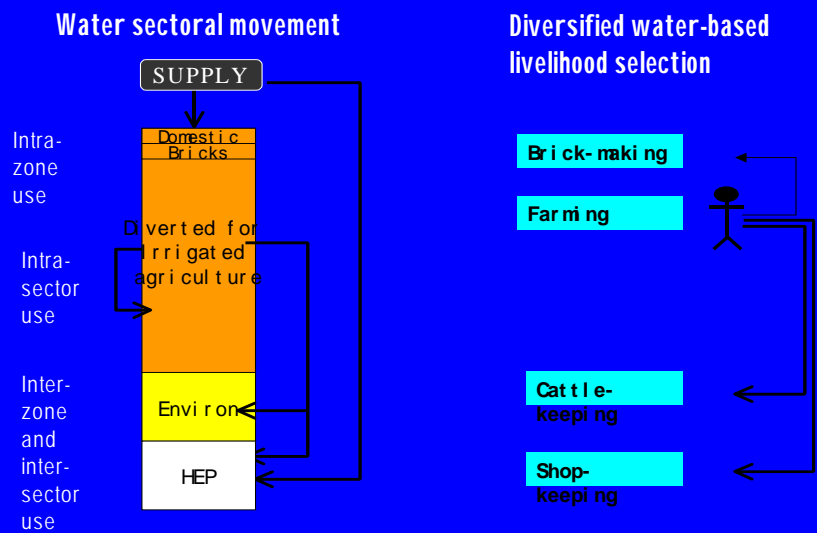 Water sectoral movement
Diversified water-based
livelihood selection
SUPPLY
Intra-
zone
use
Domestic
Bricks
Diverted for
Irrigated
agriculture
Intra-
sector
use
Inter-
zone
and
inter-
sector
use
Environ
HEP
Brick-making
Farming
Cattle-
keeping
Shop-
keeping